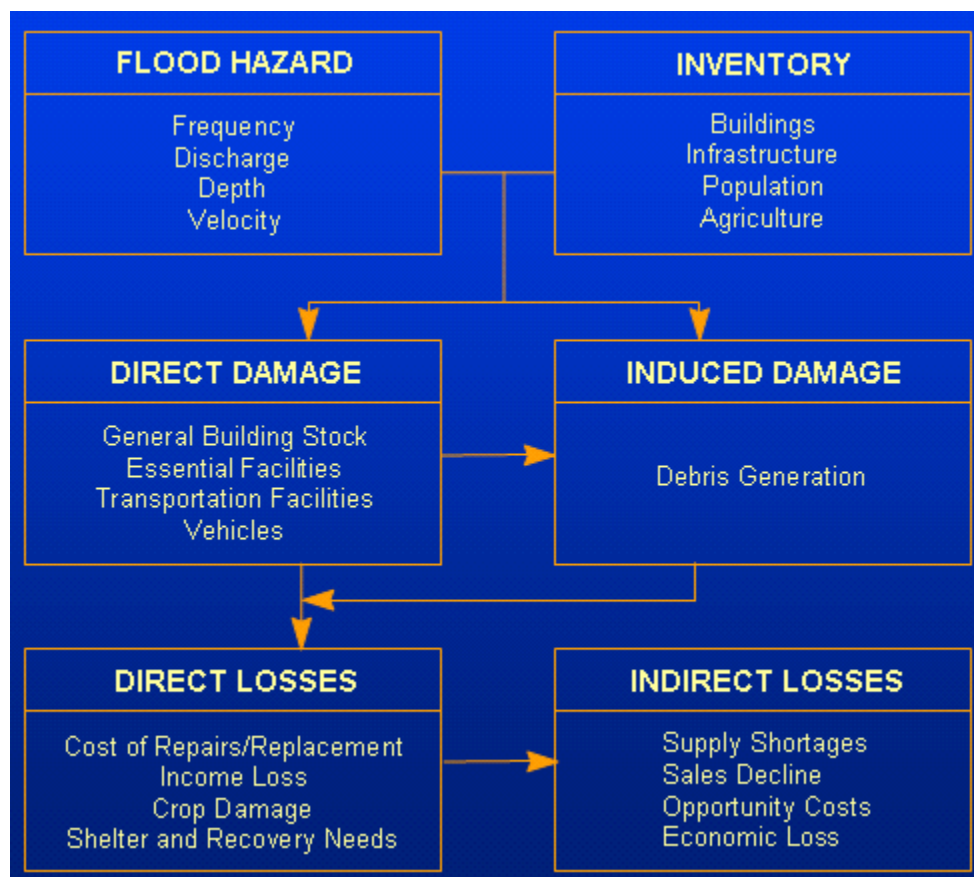 FLOOD HAZARD
Frequency
Discharge
Depth
Velocity
INVENTORY
Buildings
Infrastructure
Population
Agriculture
DIRECT DAMAGE
General Building Stock
Essential Facilities
Transportation Facilities
Vehicles
INDUCED DAMAGE
Debris Generation
DIRECT LOSSES
Cost of Repairs/Replacement
Income Loss
Crop Damage
Shelter and Recovery Needs
INDIRECT LOSSES
Supply Shortages
Sales Decline
Opportunity Costs
Economic Loss